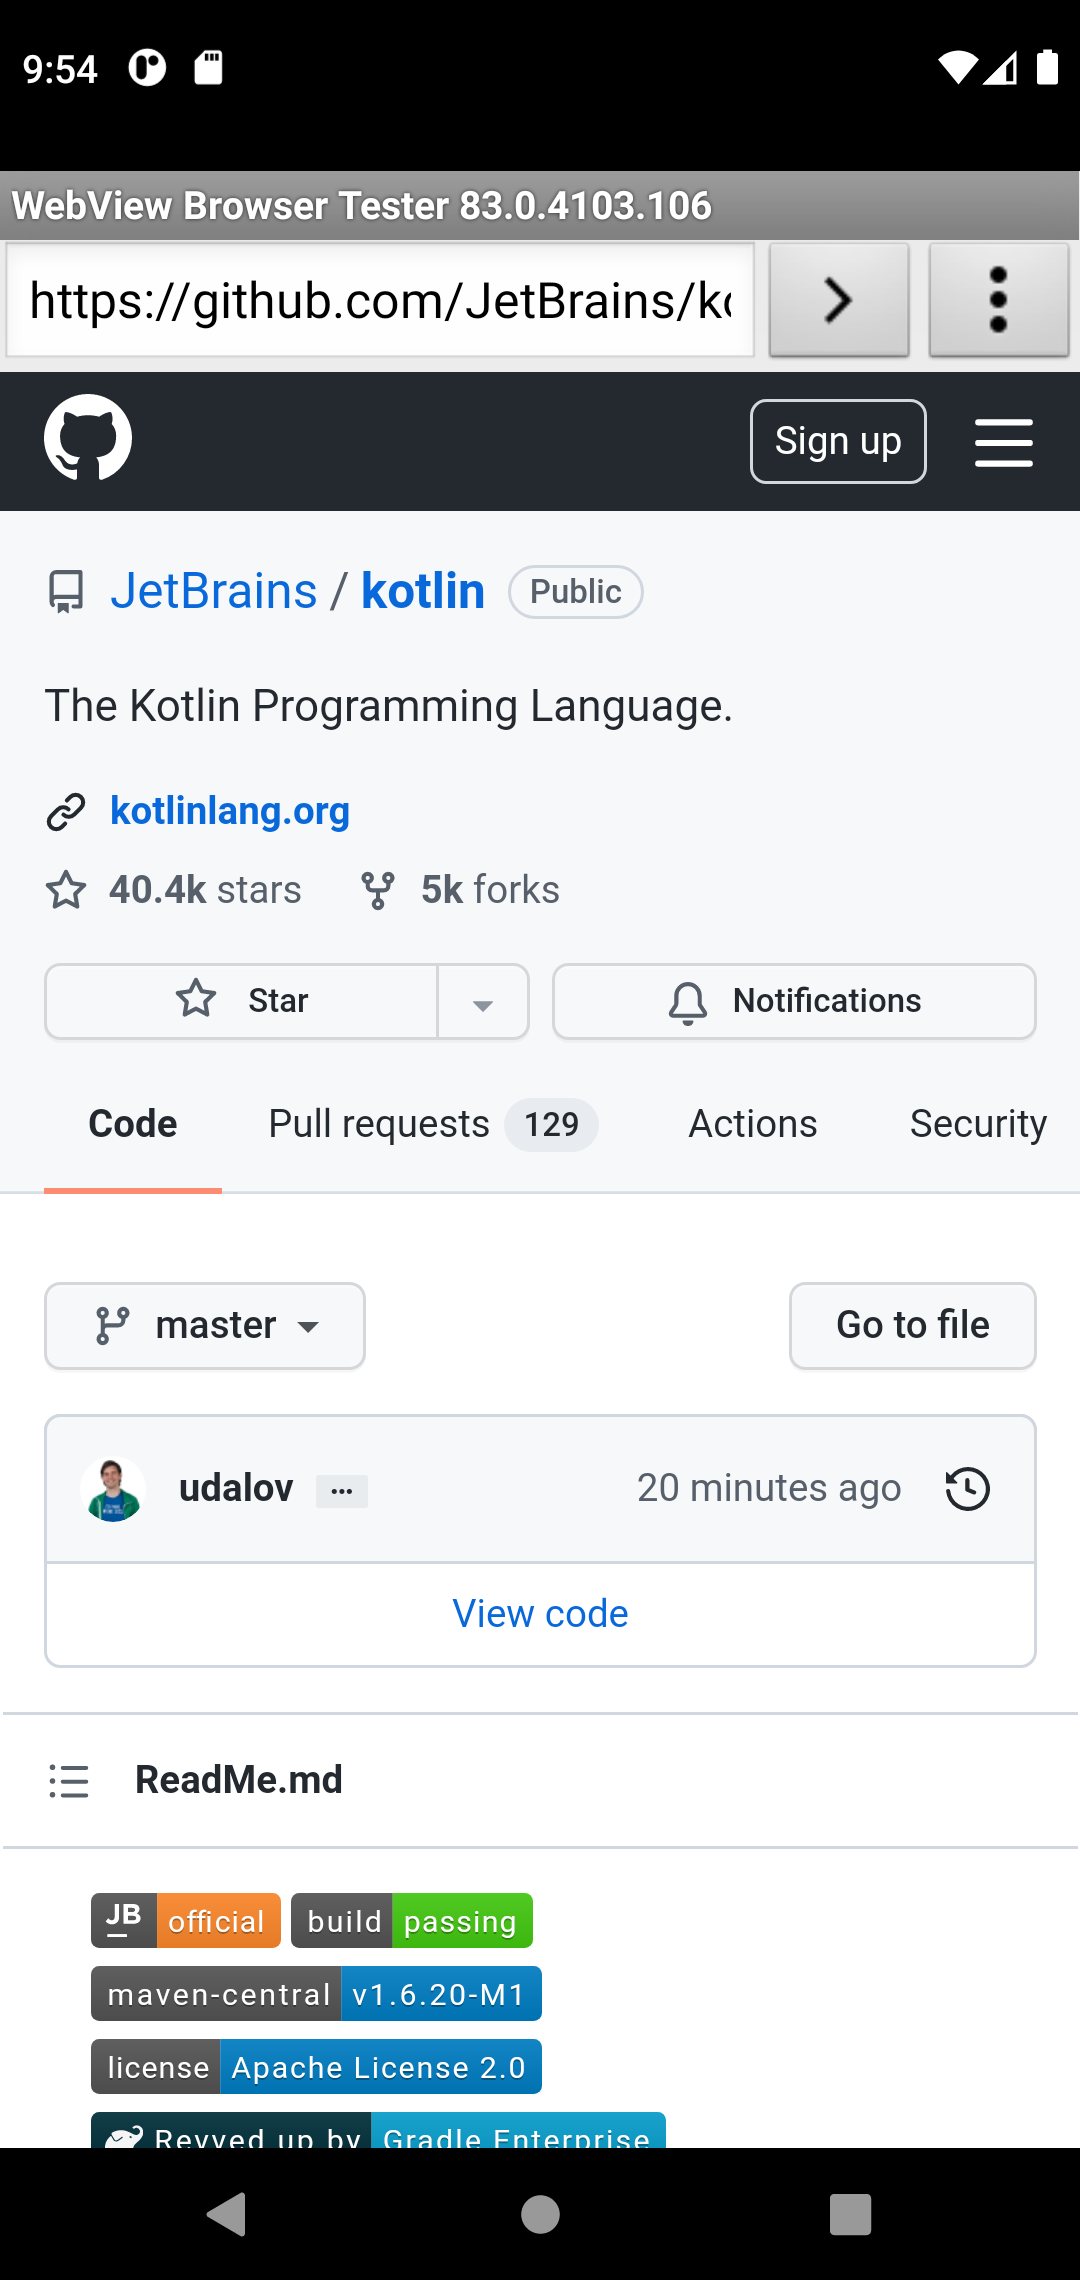 9:54
WebView Browser Tester 83.0.4103.106
https://github.com/JetBrains/ko
Sign up
JetBrains / kotlin Public
The Kotlin Programming Language.
kotlinlang.org
40.4k stars 5k forks
Star Notifications
Code Pull requests 129 Actions Security
master Go to file
udalov ... 20 minutes ago
View code
ReadMe.md
JB official build passing
maven-central v1.6.20-M1
license Apache License 2.0
Revved up by Gradle Enterprise